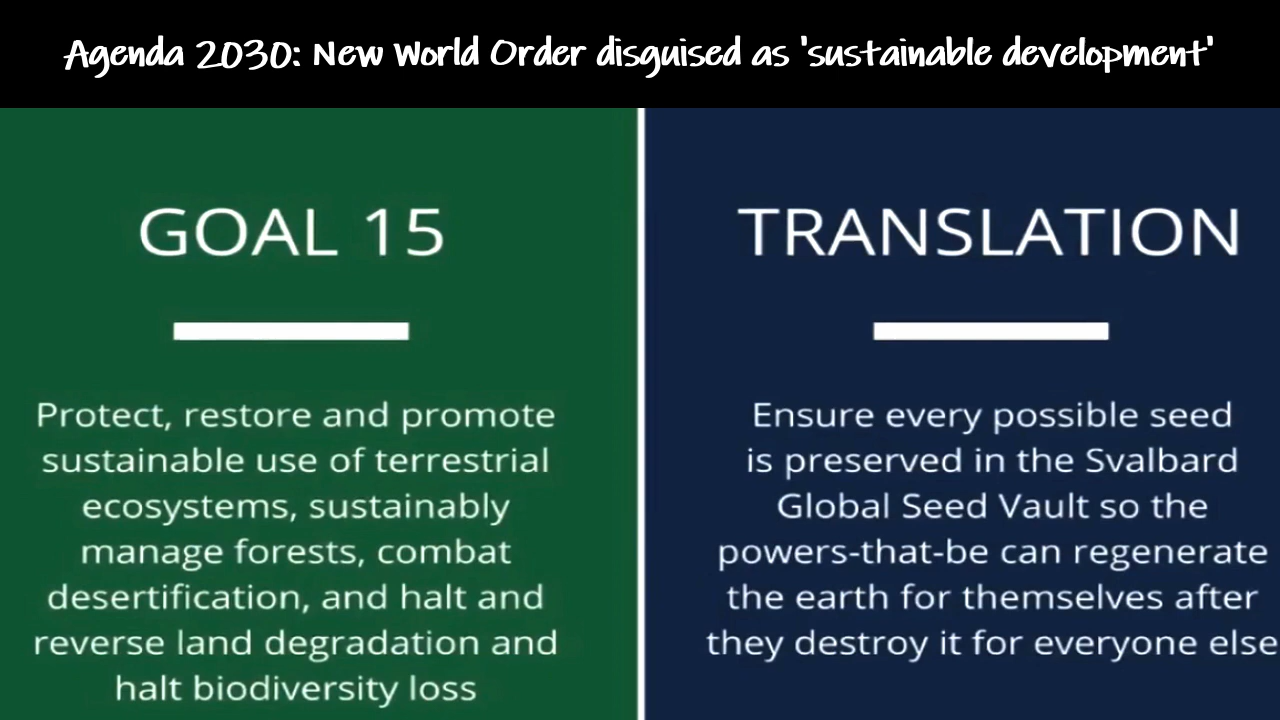 Agenda 2030: New World Order disguised as 'sustainable development'
GOAL 15
Protect, restore and promote
sustainable use of terrestrial
ecosystems, sustainably
manage forests, combat
desertification, and halt and
reverse land degradation and
halt biodiversity loss
TRANSLATION
Ensure every possible seed
is preserved in the Svalbard
Global Seed Vault so the
powers-that-be can regenerate
the earth for themselves after
they destroy it for everyone else